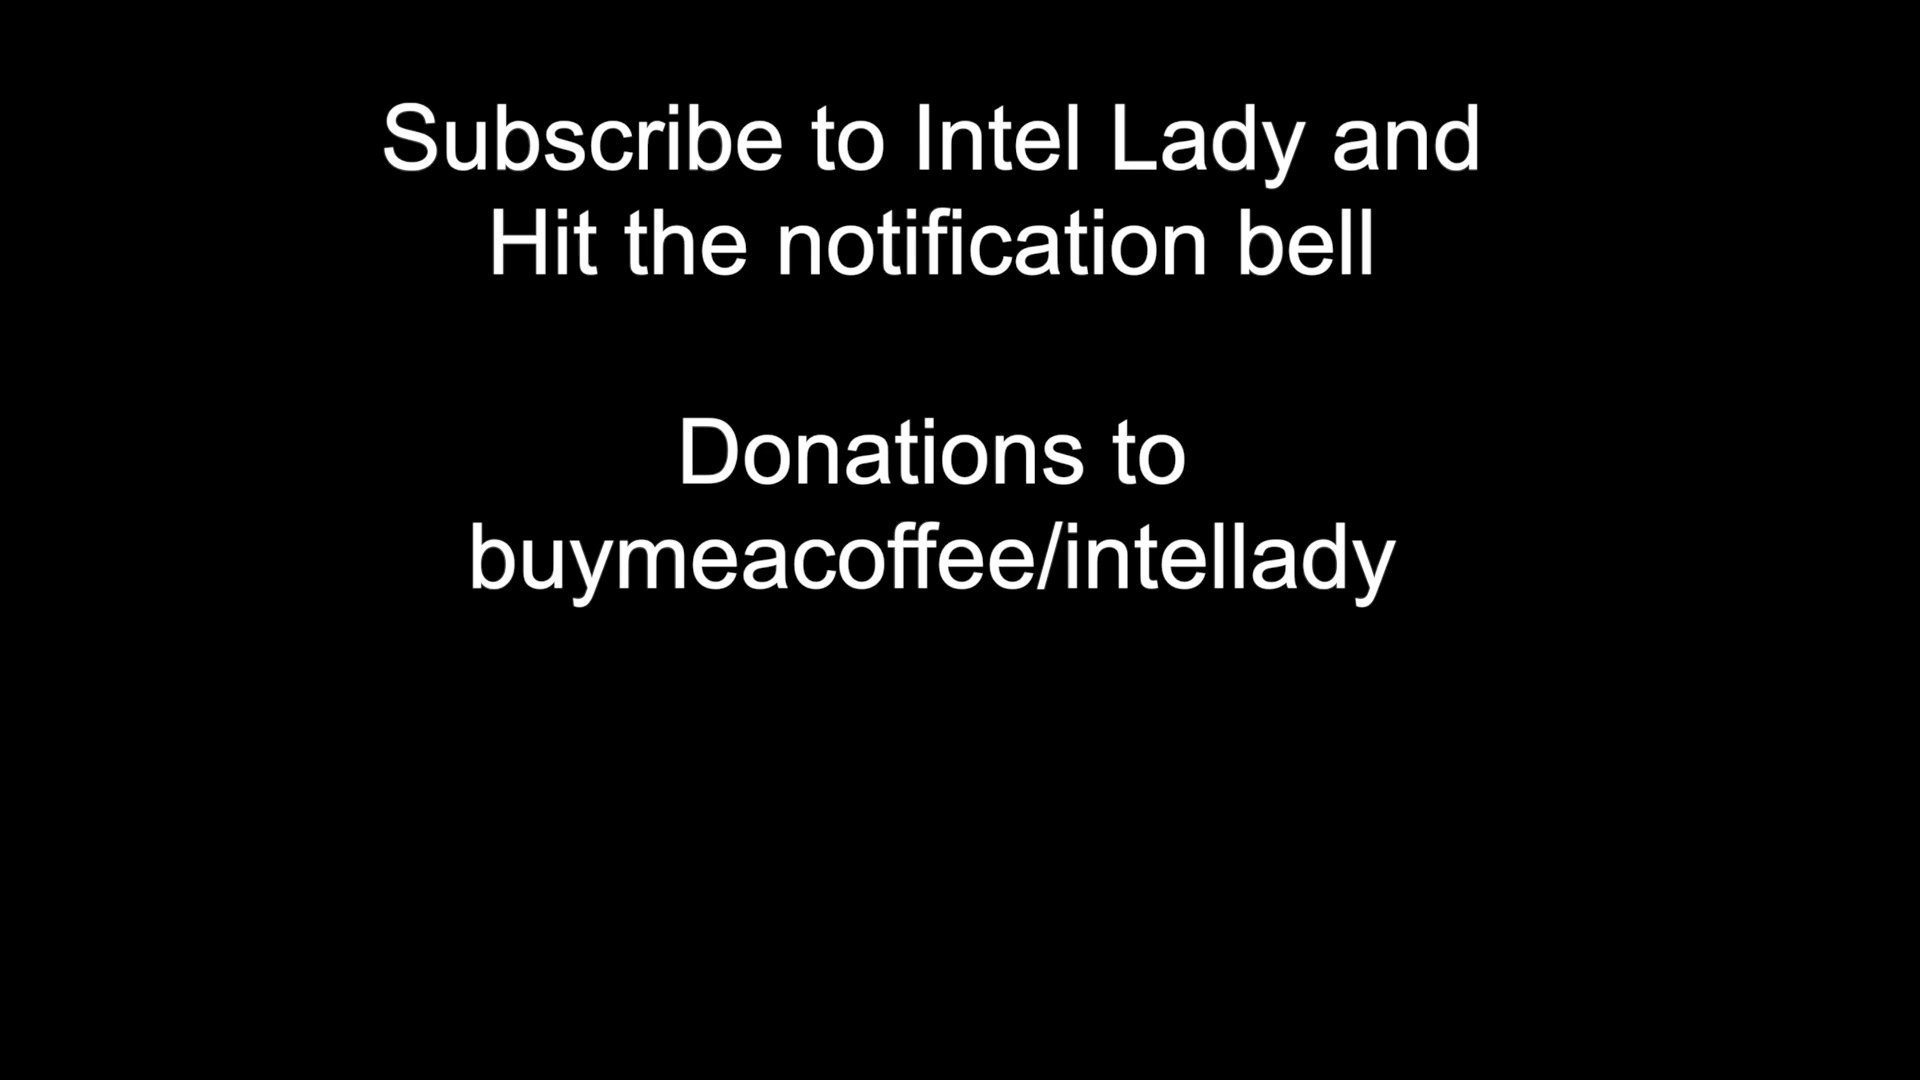 Subscribe to Intel Lady and
Hit the notification bell
Donations to
buymeacoffee/intellady